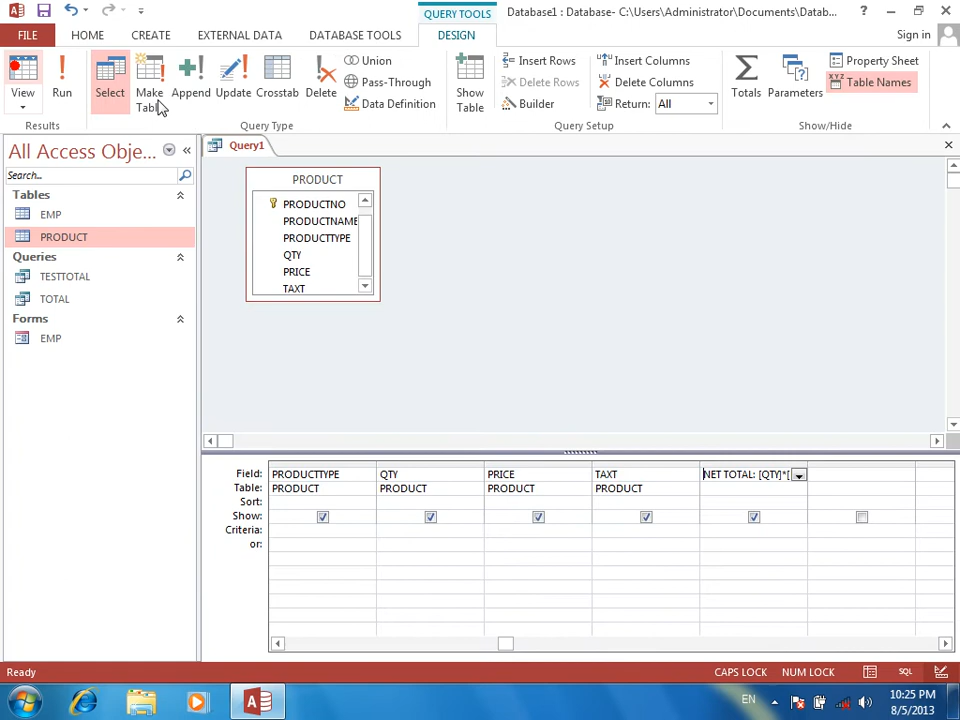 QUERY TOOLS
Database1 : Database- C:\Users\Administrator\Documents\Datab...
?
Sign in
FILE
HOME
CREATE
EXTERNAL DATA
DATABASE TOOLS
DESIGN
View
Run
Select
Make Table
Append
Update
Crosstab
Delete
Union
Pass-Through
Data Definition
Show Table
Insert Rows
Delete Rows
Builder
Insert Columns
Delete Columns
Return: All
Totals
Parameters
Property Sheet
Table Names
Results
Query Type
Query Setup
Show/Hide
All Access Obje...
Search...
Tables
EMP
PRODUCT
Queries
TESTTOTAL
TOTAL
Forms
EMP
Query1
PRODUCT
PRODUCTNO
PRODUCTNAME
PRODUCTTYPE
QTY
PRICE
TAXT
Field: PRODUCTTYPE QTY PRICE TAXT NET TOTAL: [QTY]*[
Table: PRODUCT PRODUCT PRODUCT PRODUCT
Sort:
Show:
Criteria:
or:
Ready
CAPS LOCK
NUM LOCK
SQL
EN
10:25 PM
8/5/2013